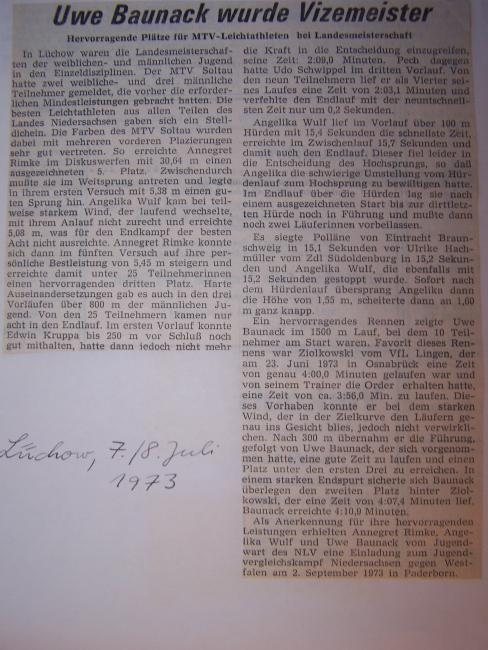 Uwe Baunack wurde Vizemeister
Hervorragende Plätze für MTV-Leichtathleten bei Landesmeisterschaft
In Lüchow waren die Landesmeisterschaf-
ten der weiblichen- und männlichen Jugend
in den Einzeldisziplinen. Der MTV Soltau
hatte zwei weibliche- und drei männliche
Teilnehmer gemeldet, die vorher die erforder-
lichen Mindestleistungen gebracht hatten. Die
besten Leichtathleten aus allen Teilen des
Landes Niedersachsen gaben sich ein Stell-
dichein. Die Farben des MTV Soltau wurden
dabei mit mehreren vorderen Plazierungen
sehr gut vertreten. So erreichte Annegret
Rimke im Diskuswerfen mit 30,64 m einen
ausgezeichneten 5. Platz. Zwischendurch
mußte sie im Weitsprung antreten und legte
in ihrem ersten Versuch mit 5,38 m einen gu-
ten Sprung hin. Angelika Wulf kam bei teil-
weise starkem Wind, der laufend wechselte,
mit ihrem Anlauf nicht zurecht und erreichte
5,08 m, was für den Endkampf der besten
Acht nicht ausreichte. Annegret Rimke konnte
sich dann im fünften Versuch auf ihre per-
sönliche Bestleistung von 5,45 m steigern und
erreichte damit unter 25 Teilnehmerinnen
einen hervorragenden dritten Platz. Harte
Auseinandersetzungen gab es auch in den drei
Vorläufen über 800 m der männlichen Ju-
gend. Von den 25 Teilnehmern kamen nur
acht in den Endlauf. Im ersten Vorlauf konnte
Edwin Kruppa bis 250 m vor Schluß noch
gut mithalten, hatte dann jedoch nicht mehr
die Kraft in die Entscheidung einzugreifen,
seine Zeit: 2:09,0 Minuten. Pech dagegen
hatte Udo Schwippel im dritten Vorlauf. Von
den neun Teilnehmern lief er als Vierter sei-
nes Laufes eine Zeit von 2:03,1 Minuten und
verfehlte den Endlauf mit der neuntschnell-
sten Zeit nur um 0,2 Sekunden.
Angelika Wulf lief im Vorlauf über 100 m
Hürden mit 15,4 Sekunden die schnellste Zeit,
erreichte im Zwischenlauf 15,7 Sekunden und
damit auch den Endlauf. Dieser fiel leider in
die Entscheidung des Hochsprungs, so daß
Angelika die schwierige Umstellung vom Hür-
denlauf zum Hochsprung zu bewältigen hatte.
Im Endlauf über die Hürden lag sie nach
einem ausgezeichneten Start bis zur drittletz-
ten Hürde noch in Führung und mußte dann
noch zwei Läuferinnen vorbeilassen.
Es siegte Polläne von Eintracht Braun-
schweig in 15,1 Sekunden vor Ulrike Hach-
müller vom Zdl Südoldenburg in 15,2 Sekun-
den und Angelika Wulf, die ebenfalls mit
15,2 Sekunden gestoppt wurde. Sofort nach
dem Hürdenlauf übersprang Angelika dann
die Höhe von 1,55 m, scheiterte dann an 1,60
m ganz knapp.
Ein hervorragendes Rennen zeigte Uwe
Baunack im 1500 m Lauf, bei dem 10 Teil-
nehmer am Start waren. Favorit dieses Ren-
nens war Ziolkowski vom VfL Lingen, der
am 23. Juni 1973 in Osnabrück eine Zeit
von genau 4:00,0 Minuten gelaufen war und
von seinem Trainer die Order erhalten hatte,
eine Zeit von ca. 3:56,0 Min. zu laufen. Die-
ses Vorhaben konnte er bei dem starken
Wind, der in der Zielkurve den Läufern ge-
nau ins Gesicht blies, jedoch nicht verwirkli-
chen. Nach 300 m übernahm er die Führung,
gefolgt von Uwe Baunack, der sich vorgenom-
men hatte, eine gute Zeit zu laufen und einen
Platz unter den ersten Drei zu erreichen. In
einem starken Endspurt sicherte sich Baunack
überlegen den zweiten Platz hinter Ziol-
kowski, der eine Zeit von 4:07,4 Minuten lief.
Baunack erreichte 4:10,9 Minuten.
Als Anerkennung für ihre hervorragenden
Leistungen erhielten Annegret Rimke, Ange-
lika Wulf und Uwe Baunack vom Jugend-
wart des NLV eine Einladung zum Jugend-
vergleichskampf Niedersachsen gegen West-
falen am 2. September 1973 in Paderborn.
Lüchow, 7./8. Juli
1973